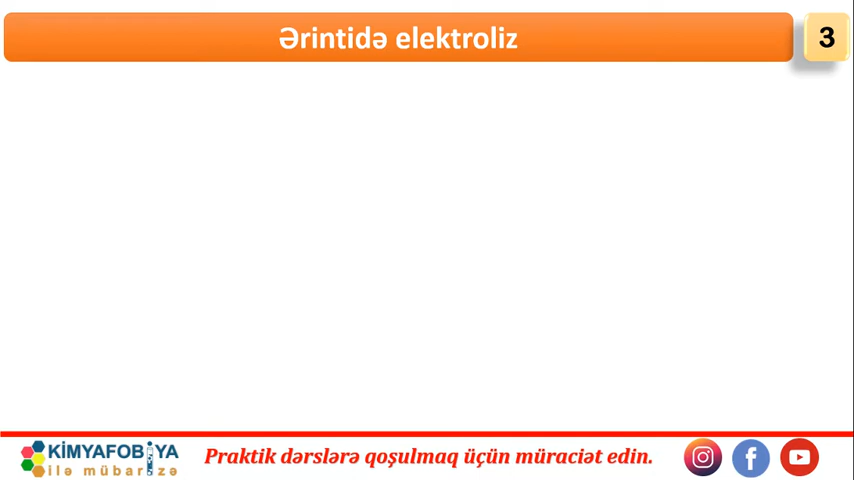 Ərintidə elektroliz
3
KİMYAFOBİYA
ilə mübarizə
Praktik dərslərə qoşulmaq üçün müraciət edin.